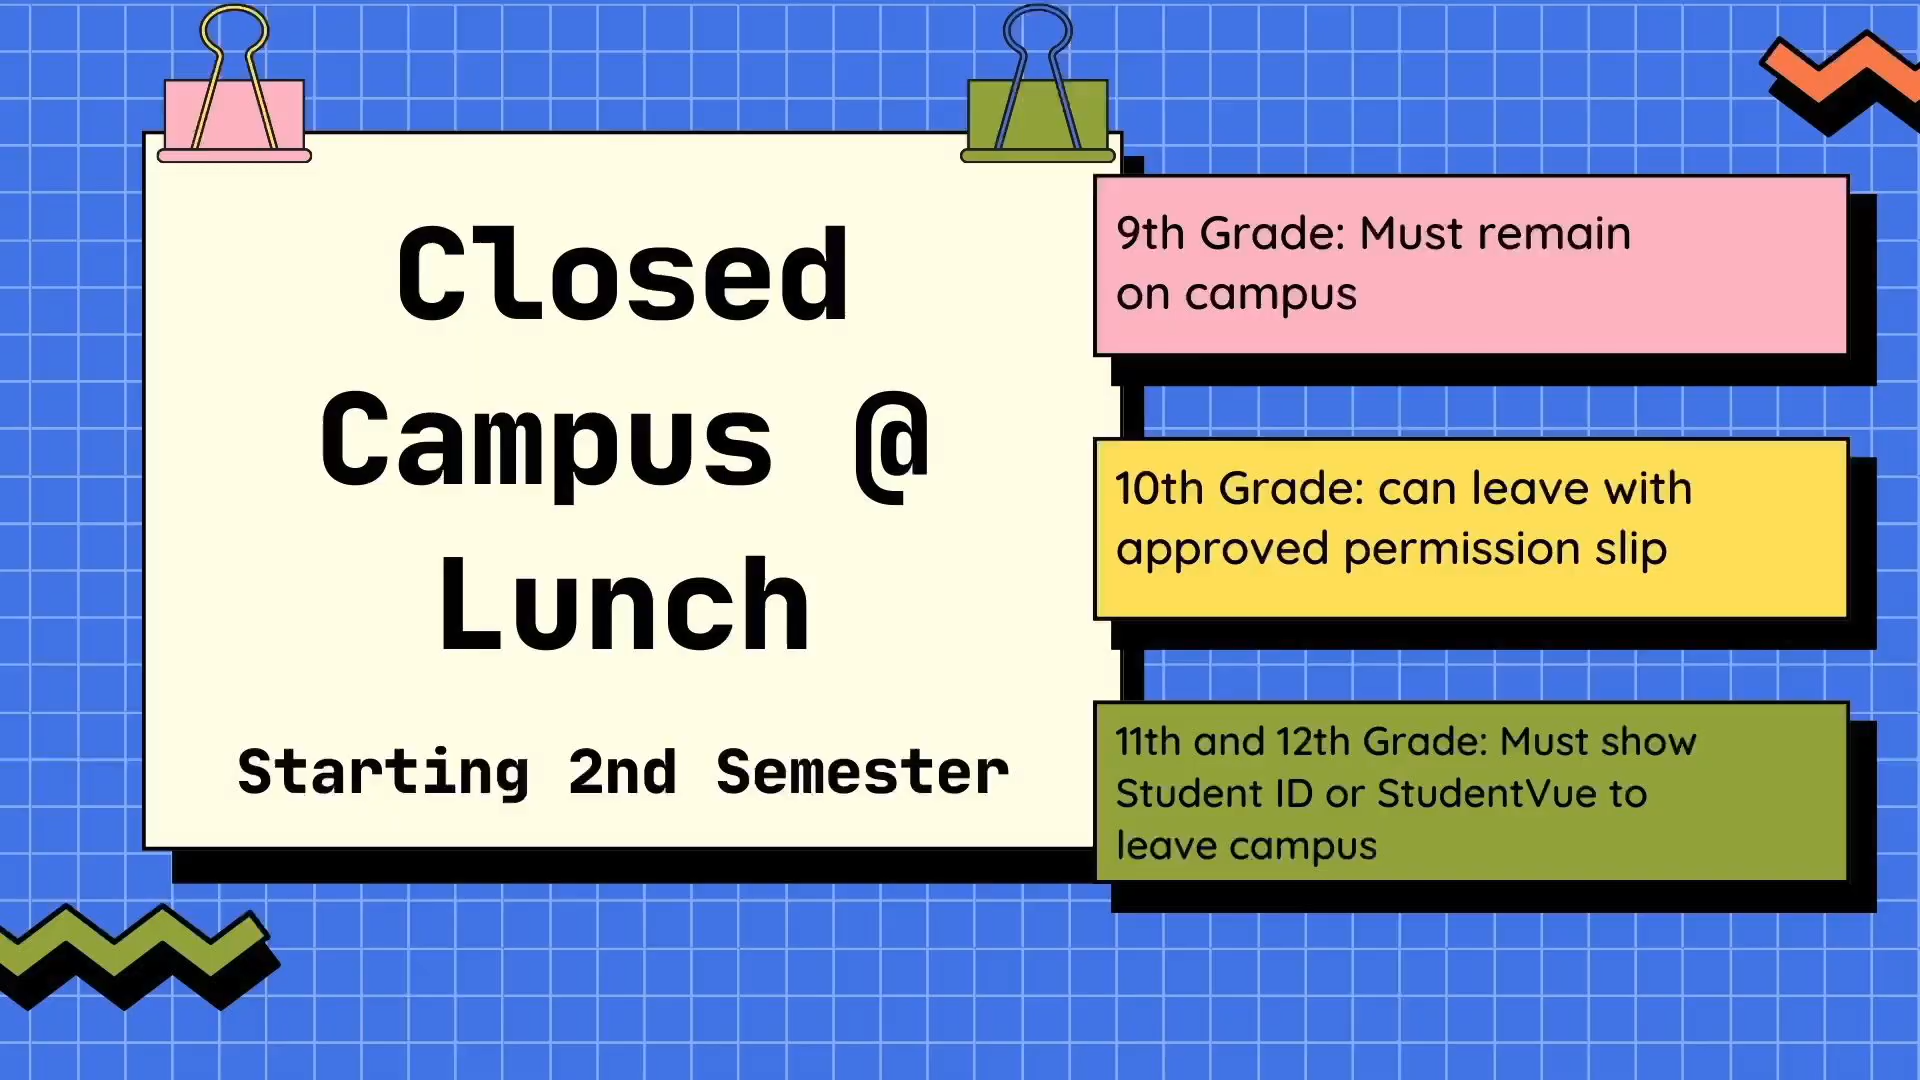 Closed
Campus @
Lunch
Starting 2nd Semester
9th Grade: Must remain
on campus
10th Grade: can leave with
approved permission slip
11th and 12th Grade: Must show
Student ID or StudentVue to
leave campus